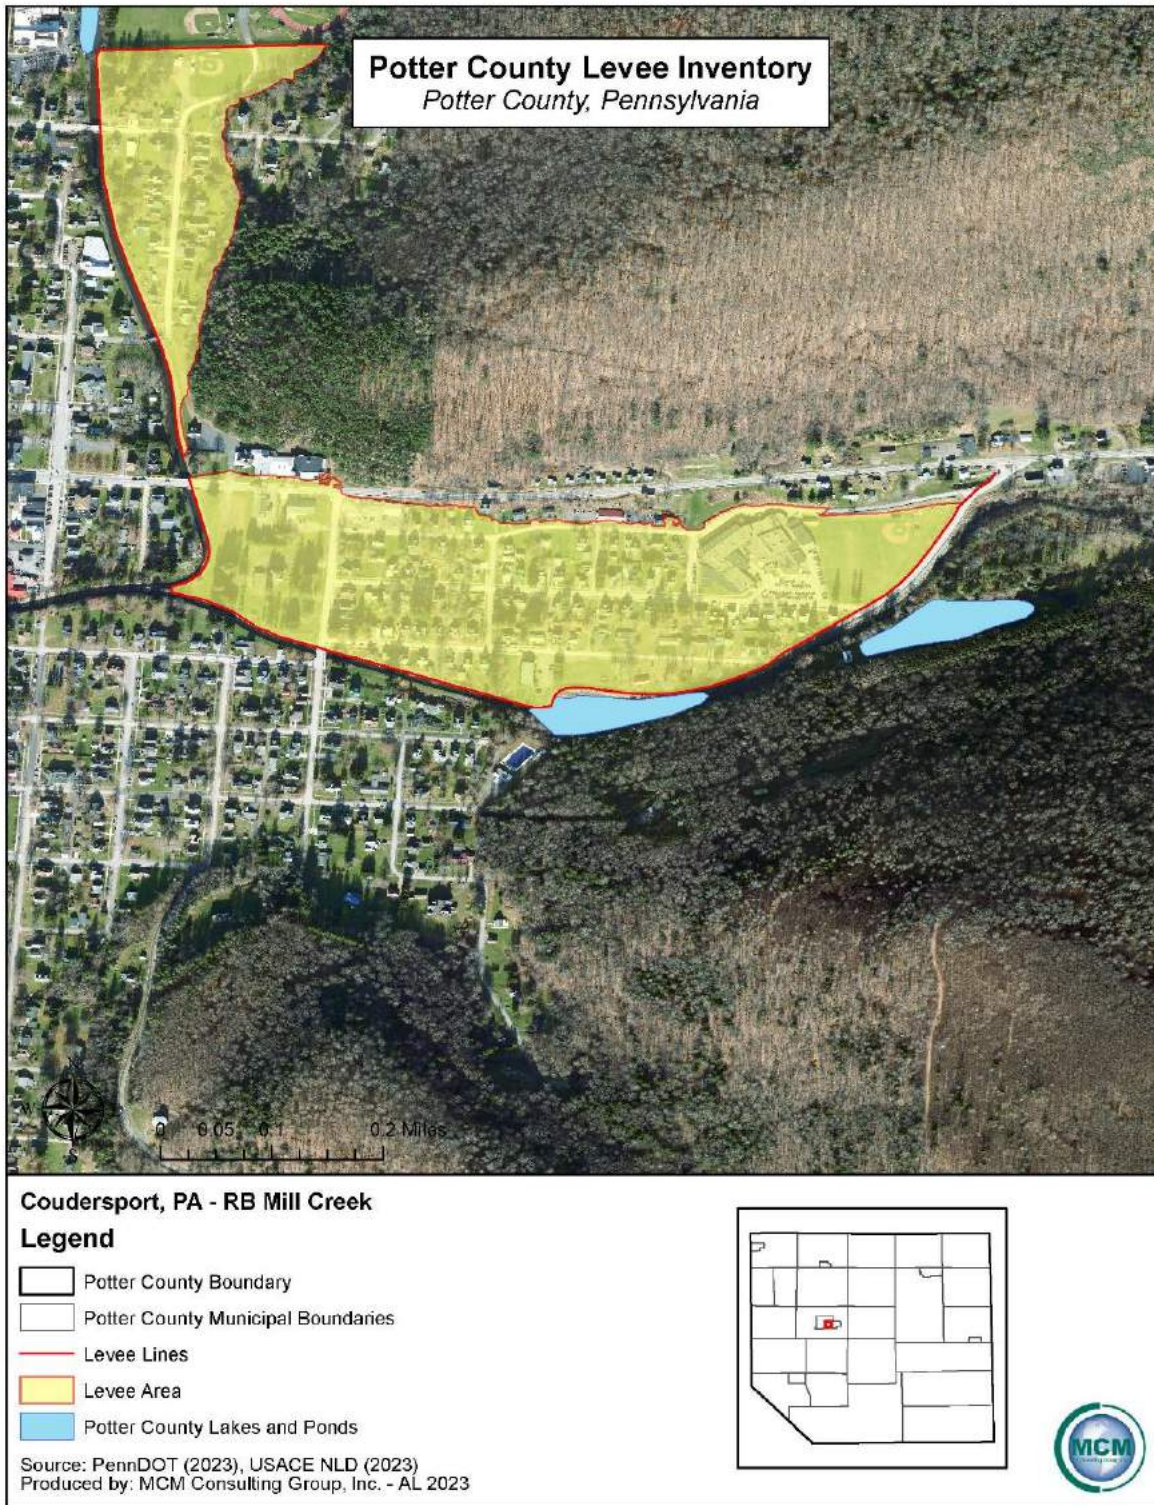 Potter County Levee Inventory
Potter County, Pennsylvania
N
W
S
0 0.05 0.1 0.2 Miles
Coudersport, PA - RB Mill Creek
Legend
Potter County Boundary
Potter County Municipal Boundaries
Levee Lines
Levee Area
Potter County Lakes and Ponds
Source: PennDOT (2023), USACE NLD (2023)
Produced by: MCM Consulting Group, Inc. - AL 2023
MCM